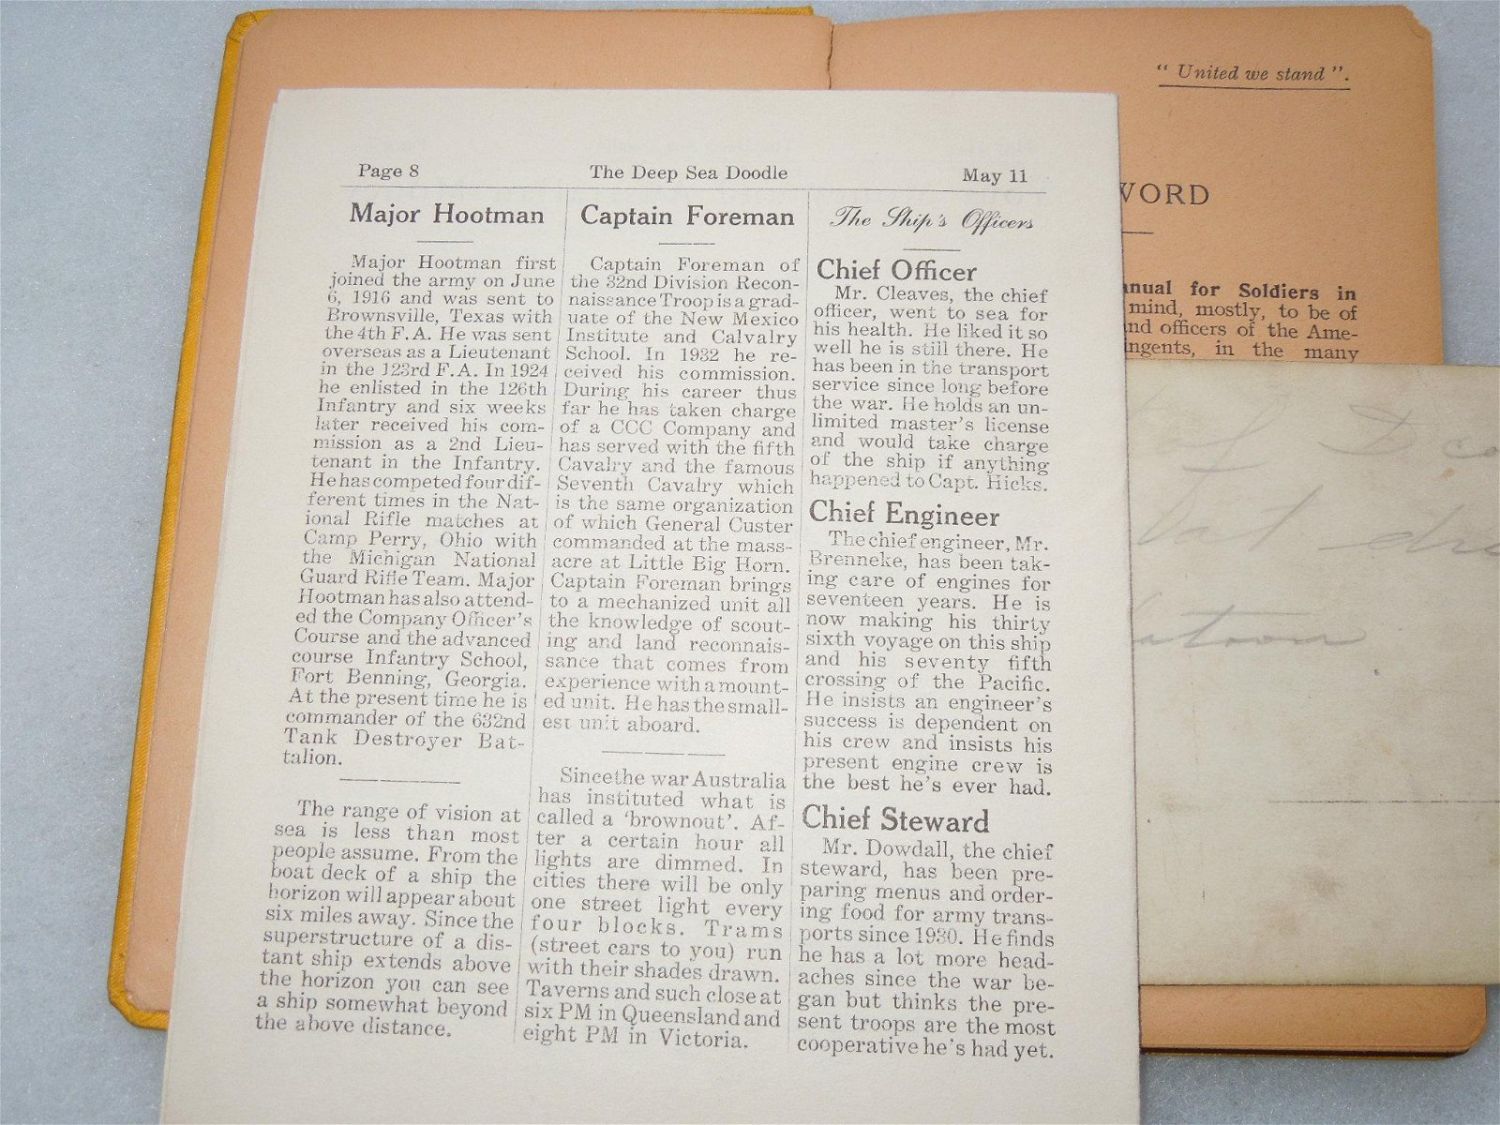 Page 8 The Deep Sea Doodle May 11
Major Hootman
Major Hootman first
joined the army on June
6, 1916 and was sent to
Brownsville, Texas with
the 4th F. A. He was sent
overseas as a Lieutenant
in the 123rd F.A. In 1924
he enlisted in the 126th
Infantry and six weeks
later received his com-
mission as a 2nd Lieu-
tenant in the Infantry.
He has competed four dif-
ferent times in the Nat-
ional Rifle matches at
Camp Perry, Ohio with
the Michigan National
Guard Rifle Team. Major
Hootman has also attend-
ed the Company Officer's
Course and the advanced
course Infantry School,
Fort Benning, Georgia.
At the present time he is
commander of the 632nd
Tank Destroyer Bat-
talion.
The range of vision at
sea is less than most
people assume. From the
boat deck of a ship the
horizon will appear about
six miles away. Since the
superstructure of a dis-
tant ship extends above
the horizon you can see
a ship somewhat beyond
the above distance.
Captain Foreman
Captain Foreman of
the 32nd Division Recon-
naissance Troop is a grad-
uate of the New Mexico
Institute and Calvalry
School. In 1932 he re-
ceived his commission.
During his career thus
far he has taken charge
of a CCC Company and
has served with the fifth
Cavalry and the famous
Seventh Cavalry which
is the same organization
of which General Custer
commanded at the mass-
acre at Little Big Horn.
Captain Foreman brings
to a mechanized unit all
the knowledge of scout-
ing and land reconnais-
sance that comes from
experience with a mount-
ed unit. He has the small-
est unit aboard.
Since the war Australia
has instituted what is
called a 'brownout'. Af-
ter a certain hour all
lights are dimmed. In
cities there will be only
one street light every
four blocks. Trams
(street cars to you) run
with their shades drawn.
Taverns and such close at
six PM in Queensland and
eight PM in Victoria.
The Ship's Officers
Chief Officer
Mr. Cleaves, the chief
officer, went to sea for
his health. He liked it so
well he is still there. He
has been in the transport
service since long before
the war. He holds an un-
limited master's license
and would take charge
of the ship if anything
happened to Capt. Hicks.
Chief Engineer
The chief engineer, Mr.
Brenneke, has been tak-
ing care of engines for
seventeen years. He is
now making his thirty
sixth voyage on this ship
and his seventy fifth
crossing of the Pacific.
He insists an engineer's
success is dependent on
his crew and insists his
present engine crew is
the best he's ever had.
Chief Steward
Mr. Dowdall, the chief
steward, has been pre-
paring menus and order-
ing food for army trans-
ports since 1930. He finds
he has a lot more head-
aches since the war be-
gan but thinks the pre-
sent troops are the most
cooperative he's had yet.
" United we stand ".
WORD
nual for Soldiers in
mind, mostly, to be of
nd officers of the Ame-
ngents, in the many